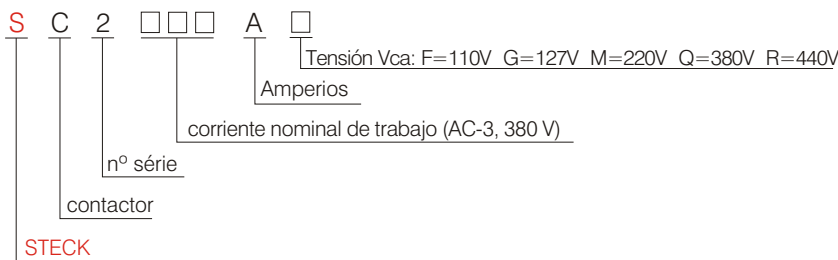 S C 2 □□□ A □
Tensión Vca: F=110V G=127V M=220V Q=380V R=440V
Amperios
corriente nominal de trabajo (AC-3, 380 V)
nº série
contactor
STECK